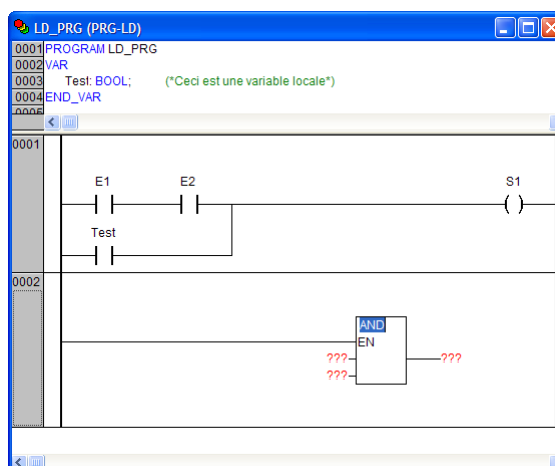 LD_PRG (PRG-LD)
0001 PROGRAM LD_PRG
0002 VAR
0003 Test: BOOL; (*Ceci est une variable locale*)
0004 END_VAR
0005
0001
E1 E2 S1
Test
0002
AND
EN
??? ???
???